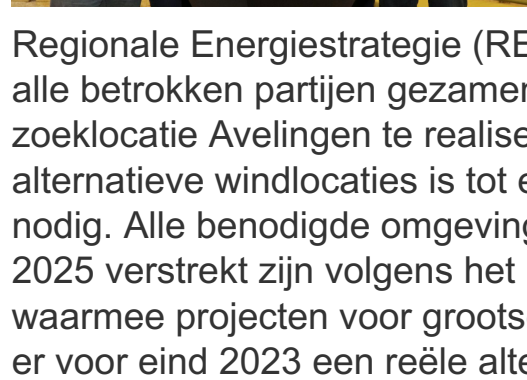 Regionale Energiestrategie (RE
alle betrokken partijen gezamen
zoeklocatie Avelingen te realise
alternatieve windlocaties is tot e
nodig. Alle benodigde omgeving
2025 verstrekt zijn volgens het
waarmee projecten voor groots
er voor eind 2023 een reële alte